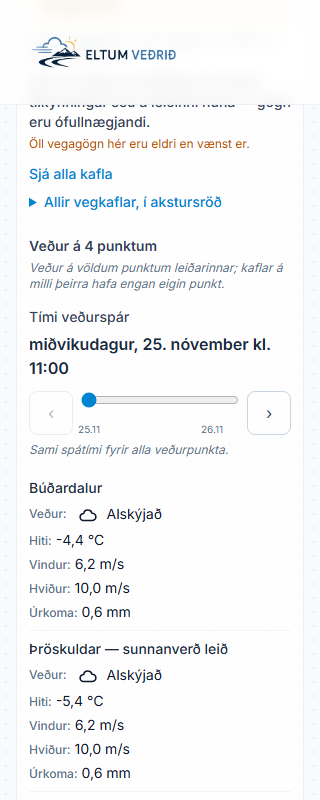 ELTUM VEÐRIÐ
eru ófullnægjandi.
Öll vegagögn hér eru eldri en vænst er.
Sjá alla kafla
▶ Allir vegkaflar, í akstursröð
Veður á 4 punktum
Veður á völdum punktum leiðarinnar; kaflar á
milli þeirra hafa engan eigin punkt.
Tími veðurspár
miðvikudagur, 25. nóvember kl.
11:00
‹ ›
25.11 26.11
Sami spátími fyrir alla veðurpunkta.
Búðardalur
Veður: Alskýjað
Hiti: -4,4 °C
Vindur: 6,2 m/s
Hviður: 10,0 m/s
Úrkoma: 0,6 mm
Þröskuldar — sunnanverð leið
Veður: Alskýjað
Hiti: -5,4 °C
Vindur: 6,2 m/s
Hviður: 10,0 m/s
Úrkoma: 0,6 mm